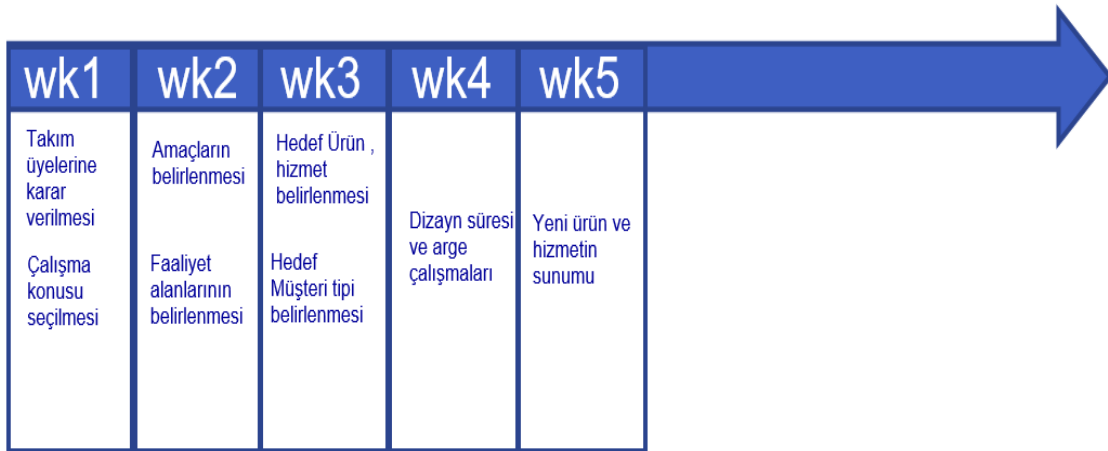 wk1
wk2
wk3
wk4
wk5
Takım
üyelerine
karar
verilmesi
Çalışma
konusu
seçilmesi
Amaçların
belirlenmesi
Faaliyet
alanlarının
belirlenmesi
Hedef Ürün ,
hizmet
belirlenmesi
Hedef
Müşteri tipi
belirlenmesi
Dizayn süresi
ve arge
çalışmaları
Yeni ürün ve
hizmetin
sunumu